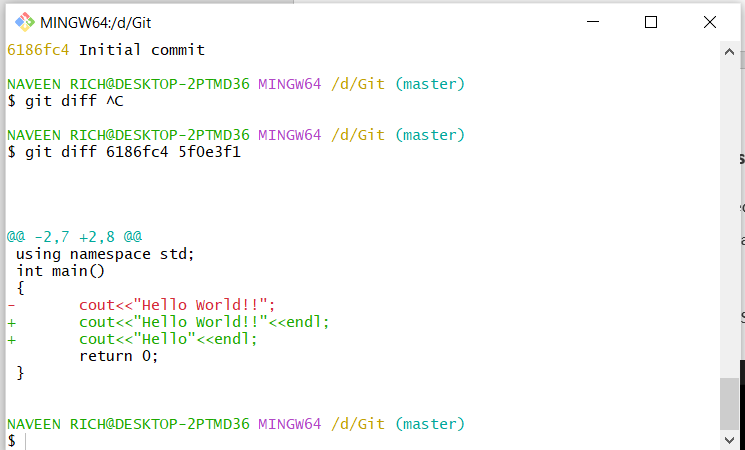 MINGW64:/d/Git
6186fc4 Initial commit
NAVEEN RICH@DESKTOP-2PTMD36 MINGW64 /d/Git (master)
$ git diff ^C
NAVEEN RICH@DESKTOP-2PTMD36 MINGW64 /d/Git (master)
$ git diff 6186fc4 5f0e3f1
@@ -2,7 +2,8 @@
 using namespace std;
 int main()
 {
-       cout<<"Hello World!!";
+       cout<<"Hello World!!"<<endl;
+       cout<<"Hello"<<endl;
        return 0;
 }
NAVEEN RICH@DESKTOP-2PTMD36 MINGW64 /d/Git (master)
$